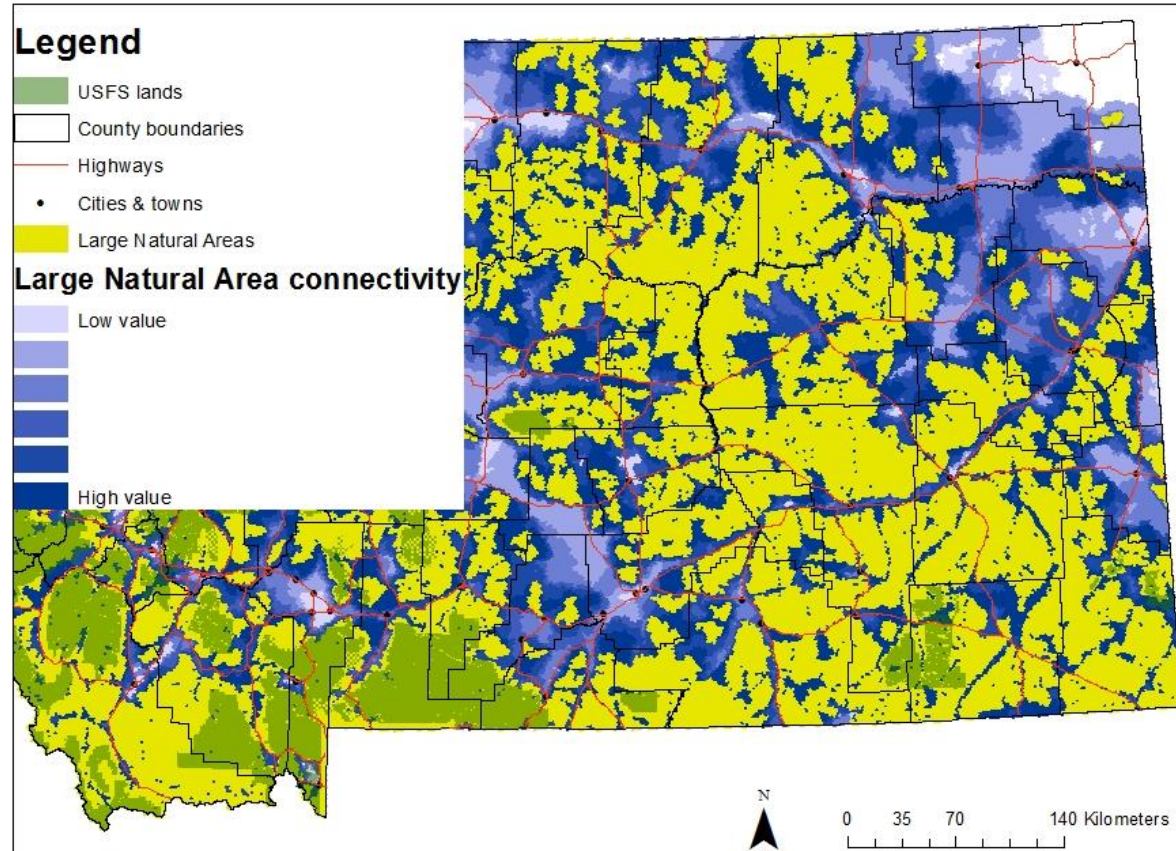 Legend
USFS lands
County boundaries
Highways
Cities & towns
Large Natural Areas
Large Natural Area connectivity
Low value
High value
N
0 35 70 140 Kilometers